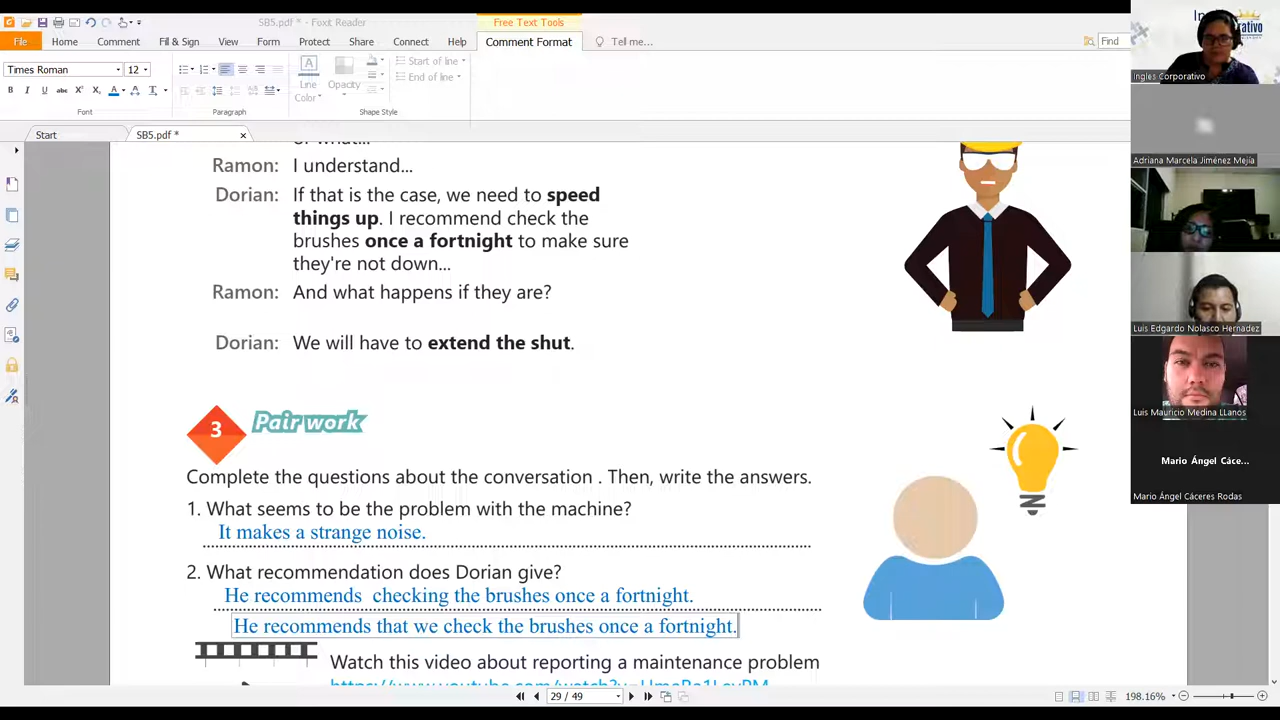 SB5.pdf * - Foxit Reader
Free Text Tools
File
Home
Comment
Fill & Sign
View
Form
Protect
Share
Connect
Help
Comment Format
Tell me...
Find
Times Roman
12
Line
Color
Opacity
Start of line
End of line
Font
Paragraph
Shape Style
Start
SB5.pdf *
or what...
Ramon: I understand...
Dorian: If that is the case, we need to speed
things up. I recommend check the
brushes once a fortnight to make sure
they're not down...
Ramon: And what happens if they are?
Dorian: We will have to extend the shut.
3 Pair work
Complete the questions about the conversation . Then, write the answers.
1. What seems to be the problem with the machine?
It makes a strange noise.
2. What recommendation does Dorian give?
He recommends checking the brushes once a fortnight.
He recommends that we check the brushes once a fortnight.
Watch this video about reporting a maintenance problem
29 / 49
198.16%
Ingles Corporativo
Adriana Marcela Jiménez Mejía
Luis Edgardo Nolasco Hernadez
Luis Mauricio Medina LLanos
Mario Ángel Cáce...
Mario Ángel Cáceres Rodas